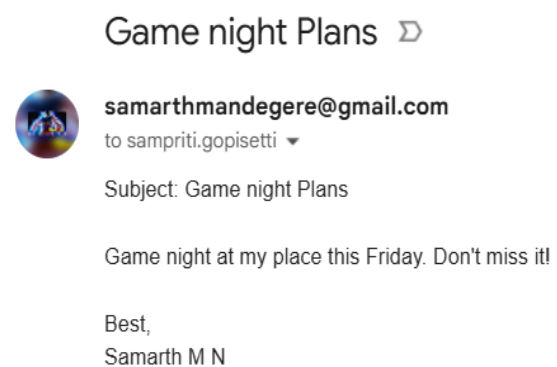 Game night Plans
samarthmandegere@gmail.com
to sampriti.gopisetti
Subject: Game night Plans
Game night at my place this Friday. Don't miss it!
Best,
Samarth M N